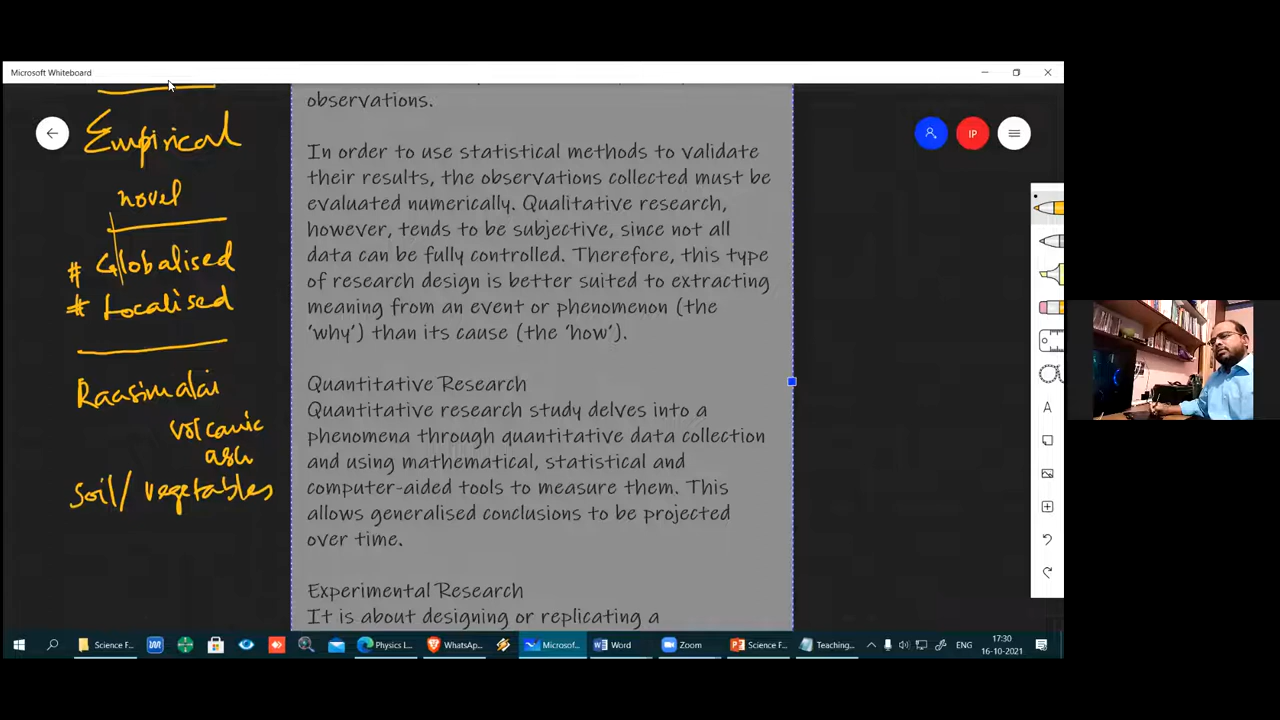 Microsoft Whiteboard
Empirical
novel
# Globalised
# Localised
Raasimalai
volcanic
ash
Soil/ vegetables
observations.
In order to use statistical methods to validate
their results, the observations collected must be
evaluated numerically. Qualitative research,
however, tends to be subjective, since not all
data can be fully controlled. Therefore, this type
of research design is better suited to extracting
meaning from an event or phenomenon (the
‘why’) than its cause (the ‘how’).
Quantitative Research
Quantitative research study delves into a
phenomena through quantitative data collection
and using mathematical, statistical and
computer-aided tools to measure them. This
allows generalised conclusions to be projected
over time.
Experimental Research
It is about designing or replicating a
IP
A
Science F...
Physics L...
WhatsAp...
Microsof...
Word
Zoom
Science F...
Teaching...
ENG
17:30
16-10-2021